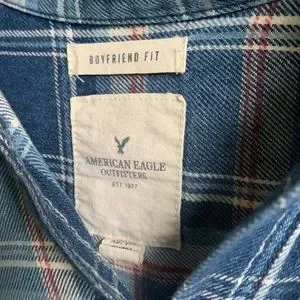 BOYFRIEND FIT
AMERICAN EAGLE
OUTFITTERS
EST 1977